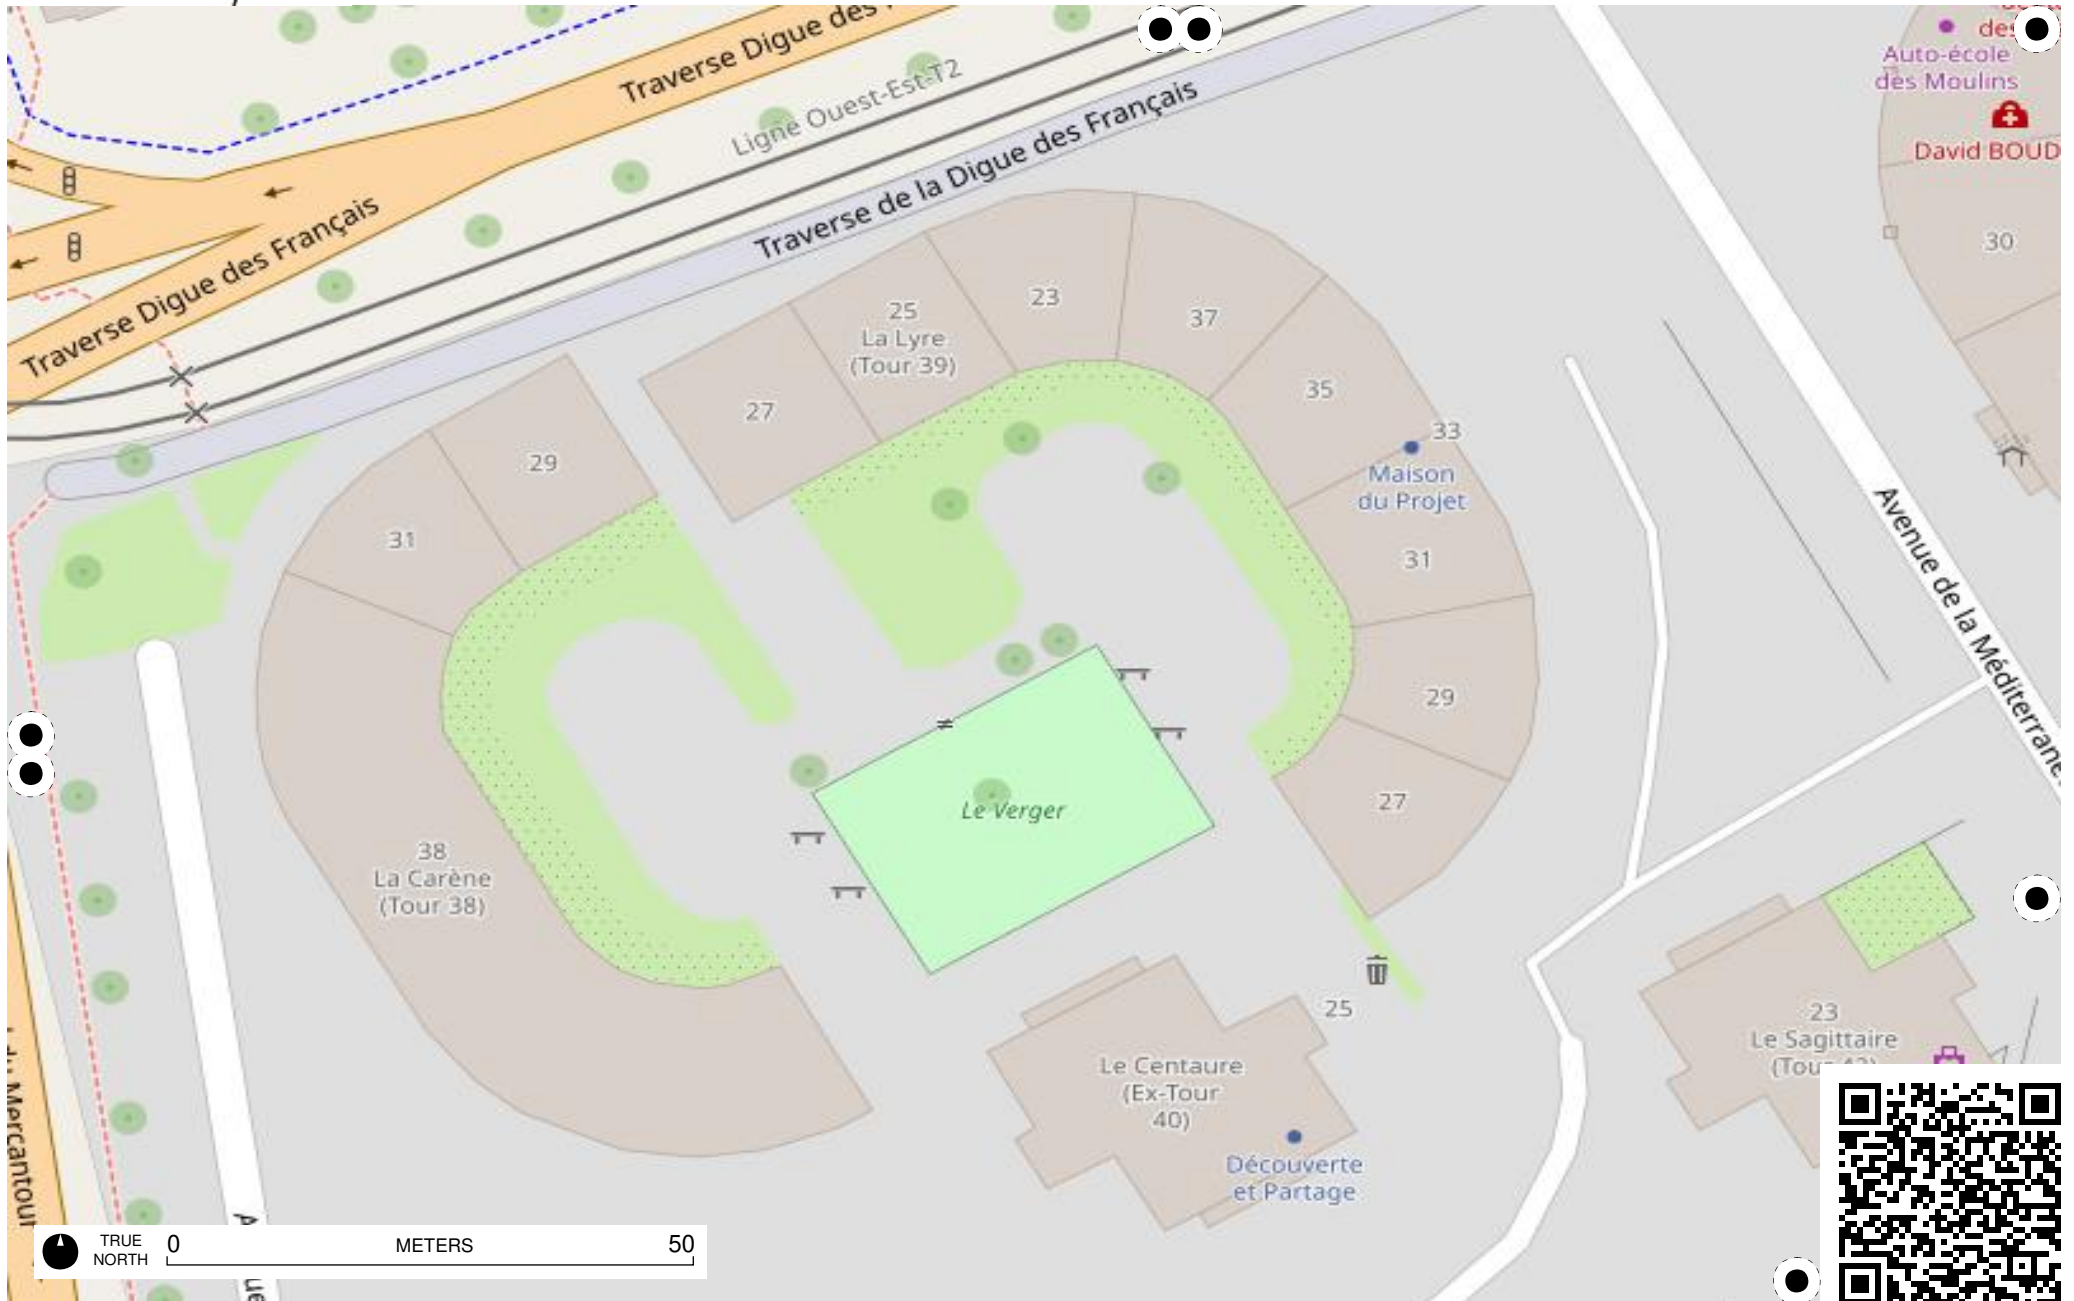 Traverse Digue des
Ligne Ouest-Est-T2
Traverse de la Digue des Français
Traverse Digue des Français
des
Auto-école
des Moulins
David BOUD
30
25
La Lyre
(Tour 39)
23
37
35
27
33
Maison
du Projet
29
31
31
29
27
Avenue de la Méditerrané
Le Verger
38
La Carène
(Tour 38)
25
Le Centaure
(Ex-Tour
40)
Découverte
et Partage
23
Le Sagittaire
du Mercantour
TRUE
NORTH
0
METERS
50